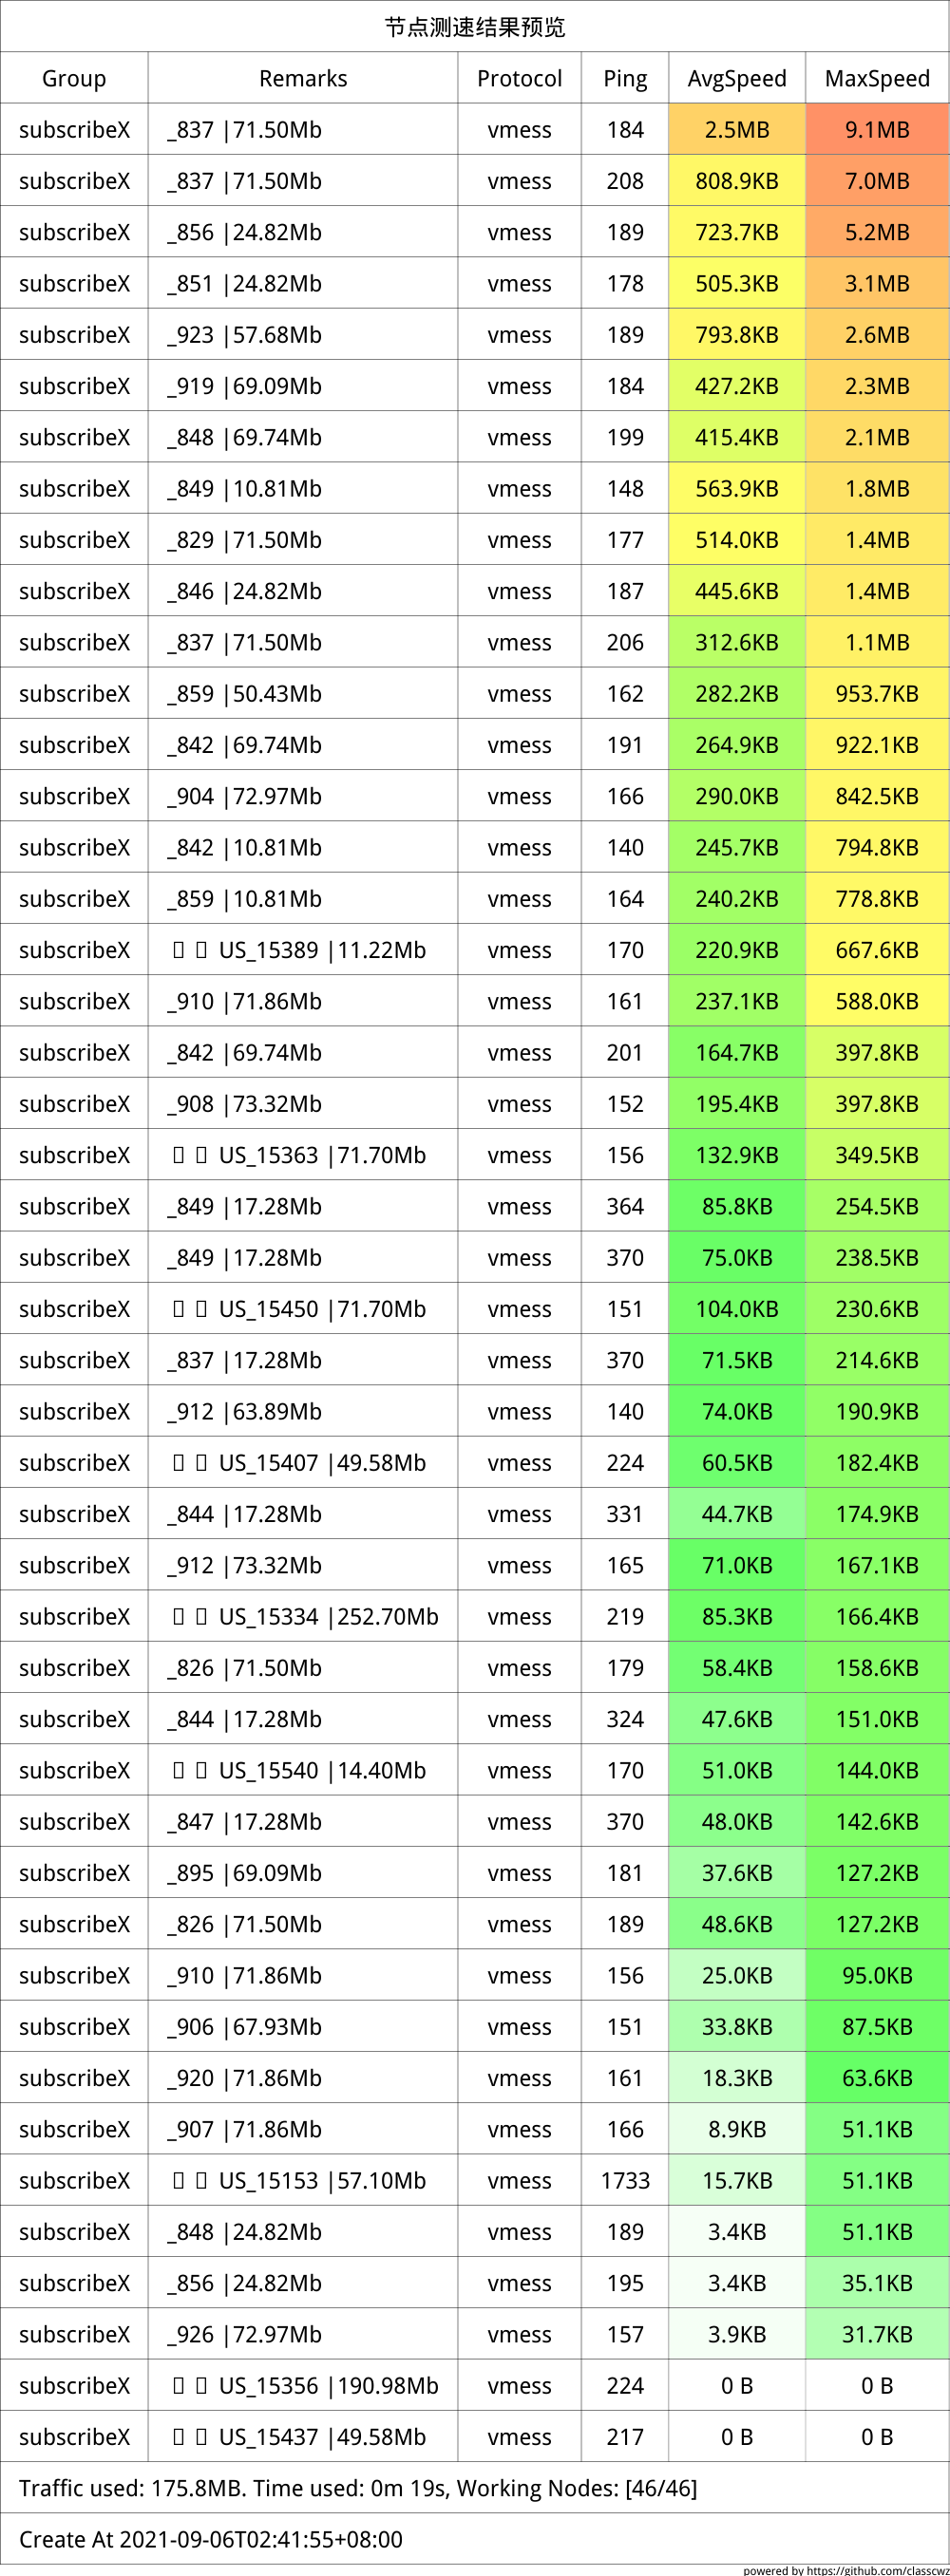 节点测速结果预览
Group Remarks Protocol Ping AvgSpeed MaxSpeed
subscribeX _837 |71.50Mb vmess 184 2.5MB 9.1MB
subscribeX _837 |71.50Mb vmess 208 808.9KB 7.0MB
subscribeX _856 |24.82Mb vmess 189 723.7KB 5.2MB
subscribeX _851 |24.82Mb vmess 178 505.3KB 3.1MB
subscribeX _923 |57.68Mb vmess 189 793.8KB 2.6MB
subscribeX _919 |69.09Mb vmess 184 427.2KB 2.3MB
subscribeX _848 |69.74Mb vmess 199 415.4KB 2.1MB
subscribeX _849 |10.81Mb vmess 148 563.9KB 1.8MB
subscribeX _829 |71.50Mb vmess 177 514.0KB 1.4MB
subscribeX _846 |24.82Mb vmess 187 445.6KB 1.4MB
subscribeX _837 |71.50Mb vmess 206 312.6KB 1.1MB
subscribeX _859 |50.43Mb vmess 162 282.2KB 953.7KB
subscribeX _842 |69.74Mb vmess 191 264.9KB 922.1KB
subscribeX _904 |72.97Mb vmess 166 290.0KB 842.5KB
subscribeX _842 |10.81Mb vmess 140 245.7KB 794.8KB
subscribeX _859 |10.81Mb vmess 164 240.2KB 778.8KB
subscribeX US_15389 |11.22Mb vmess 170 220.9KB 667.6KB
subscribeX _910 |71.86Mb vmess 161 237.1KB 588.0KB
subscribeX _842 |69.74Mb vmess 201 164.7KB 397.8KB
subscribeX _908 |73.32Mb vmess 152 195.4KB 397.8KB
subscribeX US_15363 |71.70Mb vmess 156 132.9KB 349.5KB
subscribeX _849 |17.28Mb vmess 364 85.8KB 254.5KB
subscribeX _849 |17.28Mb vmess 370 75.0KB 238.5KB
subscribeX US_15450 |71.70Mb vmess 151 104.0KB 230.6KB
subscribeX _837 |17.28Mb vmess 370 71.5KB 214.6KB
subscribeX _912 |63.89Mb vmess 140 74.0KB 190.9KB
subscribeX US_15407 |49.58Mb vmess 224 60.5KB 182.4KB
subscribeX _844 |17.28Mb vmess 331 44.7KB 174.9KB
subscribeX _912 |73.32Mb vmess 165 71.0KB 167.1KB
subscribeX US_15334 |252.70Mb vmess 219 85.3KB 166.4KB
subscribeX _826 |71.50Mb vmess 179 58.4KB 158.6KB
subscribeX _844 |17.28Mb vmess 324 47.6KB 151.0KB
subscribeX US_15540 |14.40Mb vmess 170 51.0KB 144.0KB
subscribeX _847 |17.28Mb vmess 370 48.0KB 142.6KB
subscribeX _895 |69.09Mb vmess 181 37.6KB 127.2KB
subscribeX _826 |71.50Mb vmess 189 48.6KB 127.2KB
subscribeX _910 |71.86Mb vmess 156 25.0KB 95.0KB
subscribeX _906 |67.93Mb vmess 151 33.8KB 87.5KB
subscribeX _920 |71.86Mb vmess 161 18.3KB 63.6KB
subscribeX _907 |71.86Mb vmess 166 8.9KB 51.1KB
subscribeX US_15153 |57.10Mb vmess 1733 15.7KB 51.1KB
subscribeX _848 |24.82Mb vmess 189 3.4KB 51.1KB
subscribeX _856 |24.82Mb vmess 195 3.4KB 35.1KB
subscribeX _926 |72.97Mb vmess 157 3.9KB 31.7KB
subscribeX US_15356 |190.98Mb vmess 224 0 B 0 B
subscribeX US_15437 |49.58Mb vmess 217 0 B 0 B
Traffic used: 175.8MB. Time used: 0m 19s, Working Nodes: [46/46]
Create At 2021-09-06T02:41:55+08:00
powered by https://github.com/classcwz